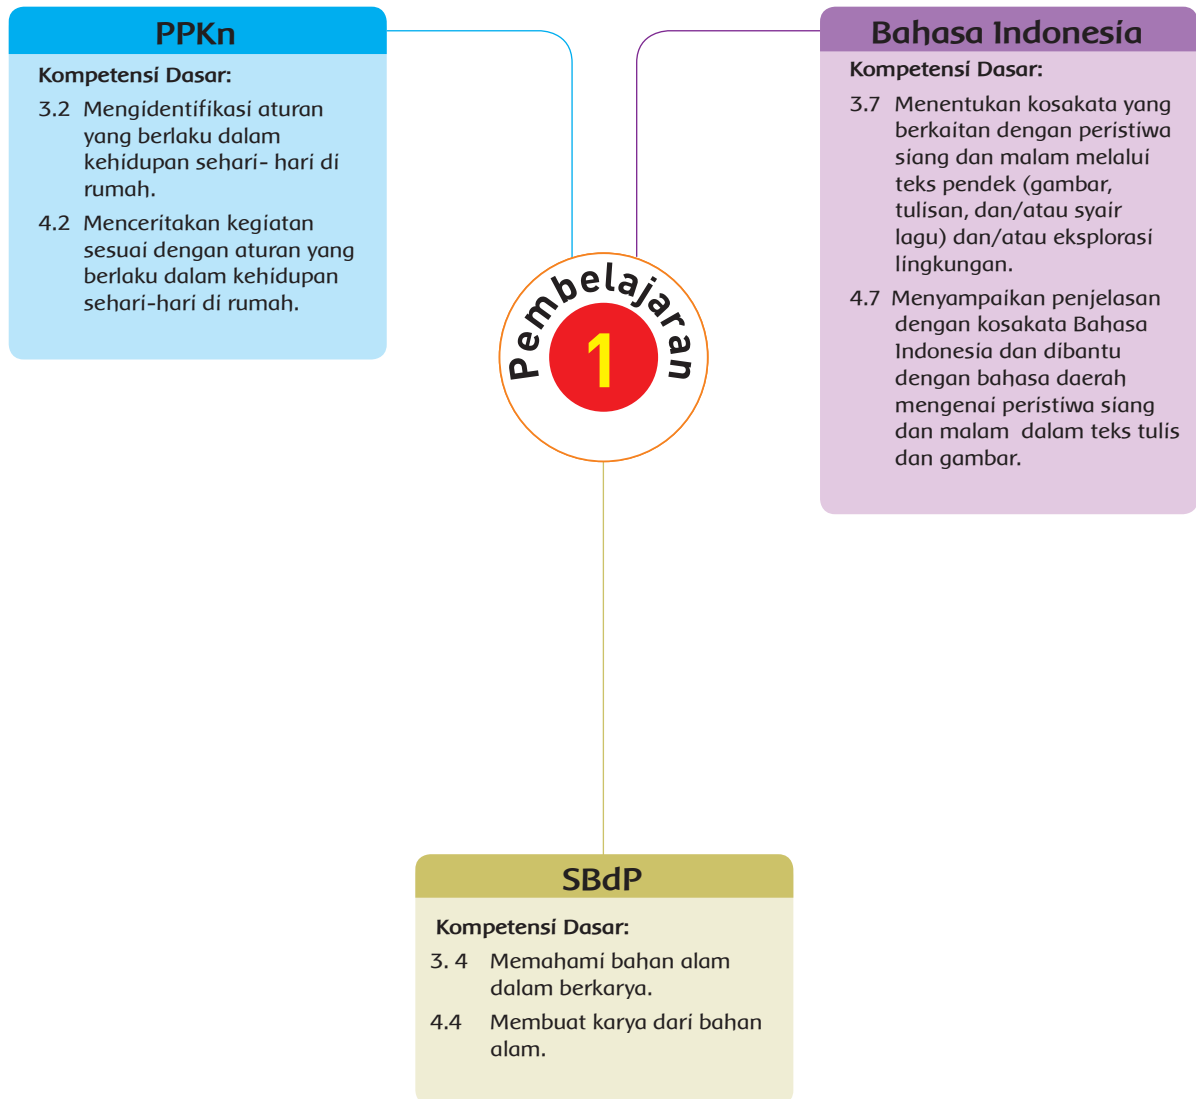 PPKn
Kompetensi Dasar:
3.2 Mengidentifikasi aturan
yang berlaku dalam
kehidupan sehari- hari di
rumah.
4.2 Menceritakan kegiatan
sesuai dengan aturan yang
berlaku dalam kehidupan
sehari-hari di rumah.
Bahasa Indonesia
Kompetensi Dasar:
3.7 Menentukan kosakata yang
berkaitan dengan peristiwa
siang dan malam melalui
teks pendek (gambar,
tulisan, dan/atau syair
lagu) dan/atau eksplorasi
lingkungan.
4.7 Menyampaikan penjelasan
dengan kosakata Bahasa
Indonesia dan dibantu
dengan bahasa daerah
mengenai peristiwa siang
dan malam dalam teks tulis
dan gambar.
Pembelajaran
1
SBdP
Kompetensi Dasar:
3. 4 Memahami bahan alam
dalam berkarya.
4.4 Membuat karya dari bahan
alam.